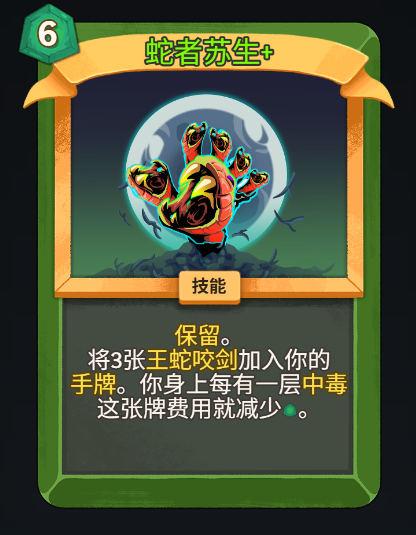 6
蛇者苏生+
技能
保留。
将3张王蛇咬剑加入你的
手牌。你身上每有一层中毒
这张牌费用就减少。